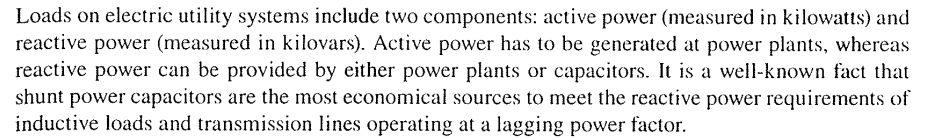 Loads on electric utility systems include two components: active power (measured in kilowatts) and
reactive power (measured in kilovars). Active power has to be generated at power plants, whereas
reactive power can be provided by either power plants or capacitors. It is a well-known fact that
shunt power capacitors are the most economical sources to meet the reactive power requirements of
inductive loads and transmission lines operating at a lagging power factor.